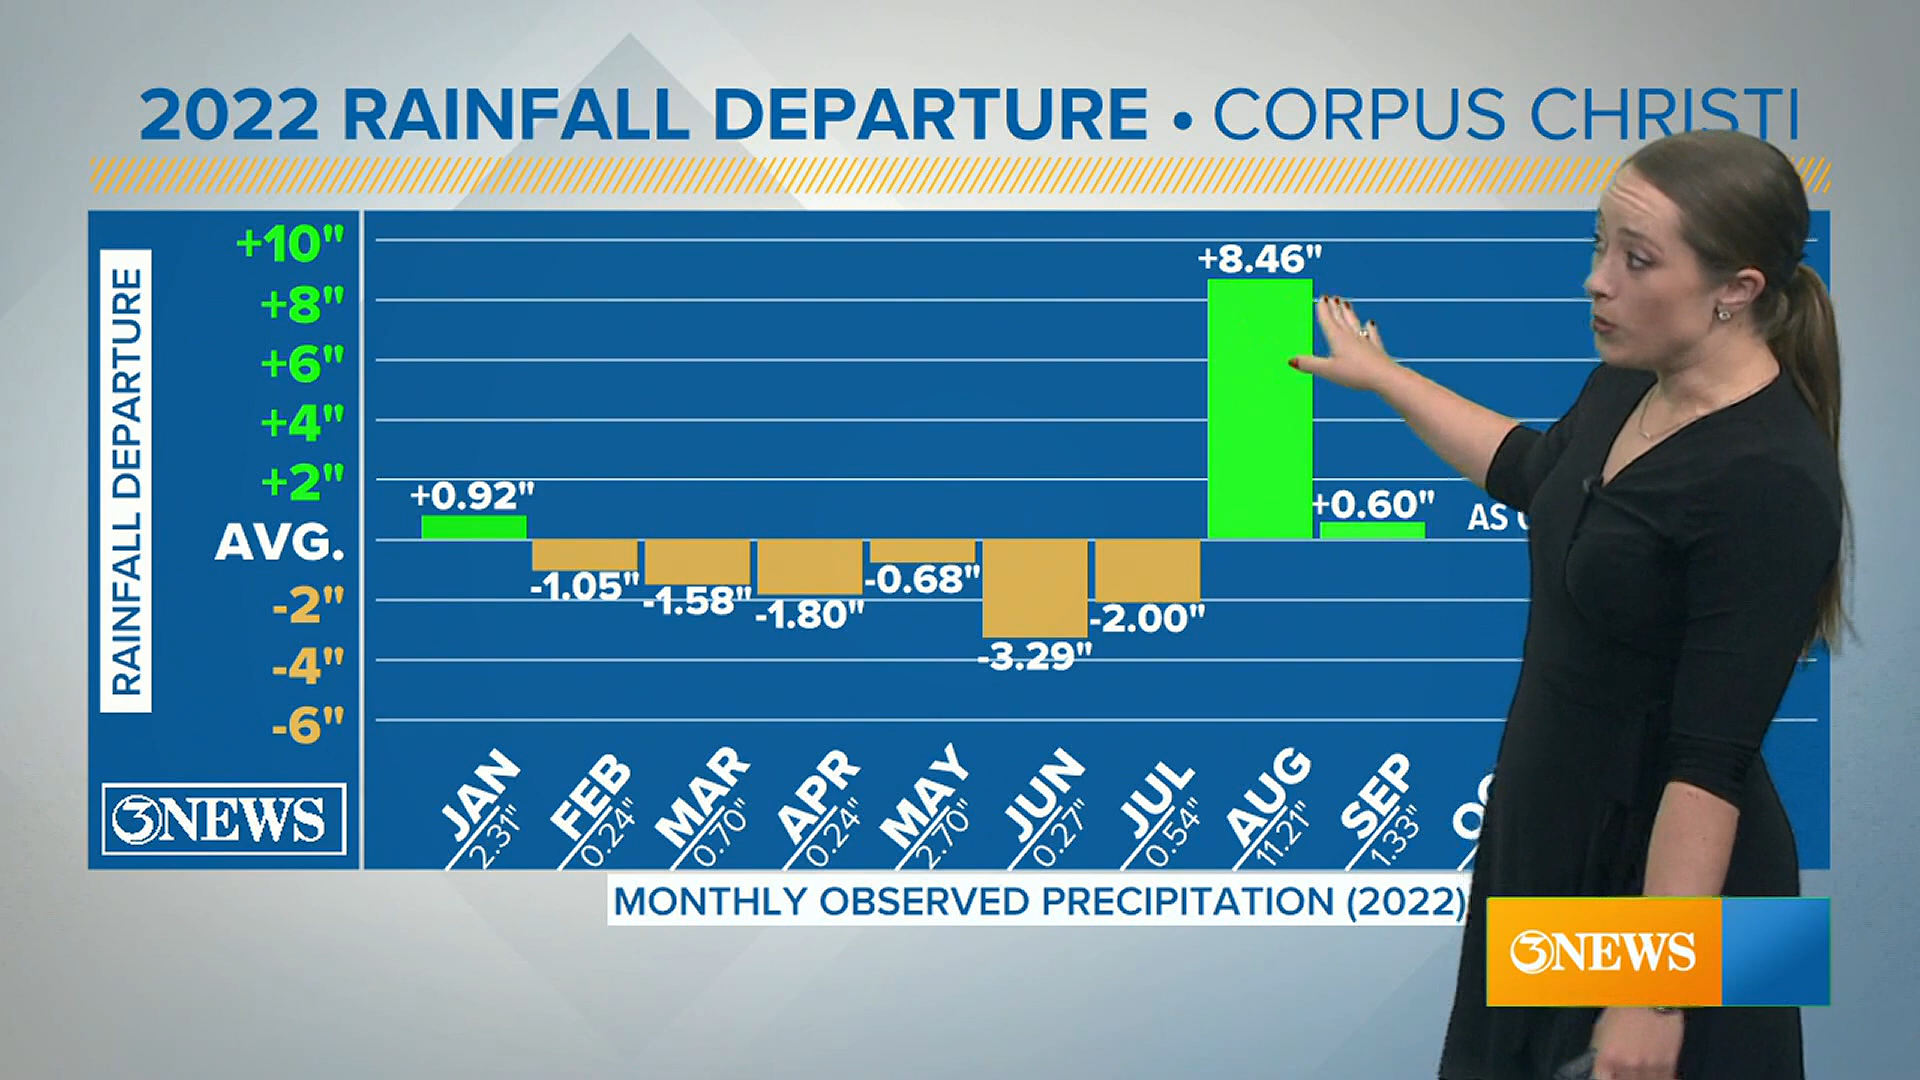 2022 RAINFALL DEPARTURE • CORPUS CHRISTI
RAINFALL DEPARTURE
+10"
+8"
+6"
+4"
+2"
AVG.
-2"
-4"
-6"
+0.92"
-1.05"
-1.58"
-1.80"
-0.68"
-3.29"
-2.00"
+8.46"
+0.60"
AS
JAN
2.31"
FEB
0.24"
MAR
0.70"
APR
0.24"
MAY
2.70"
JUN
0.27"
JUL
0.54"
AUG
11.21"
SEP
1.33"
3NEWS
MONTHLY OBSERVED PRECIPITATION (2022)
3NEWS